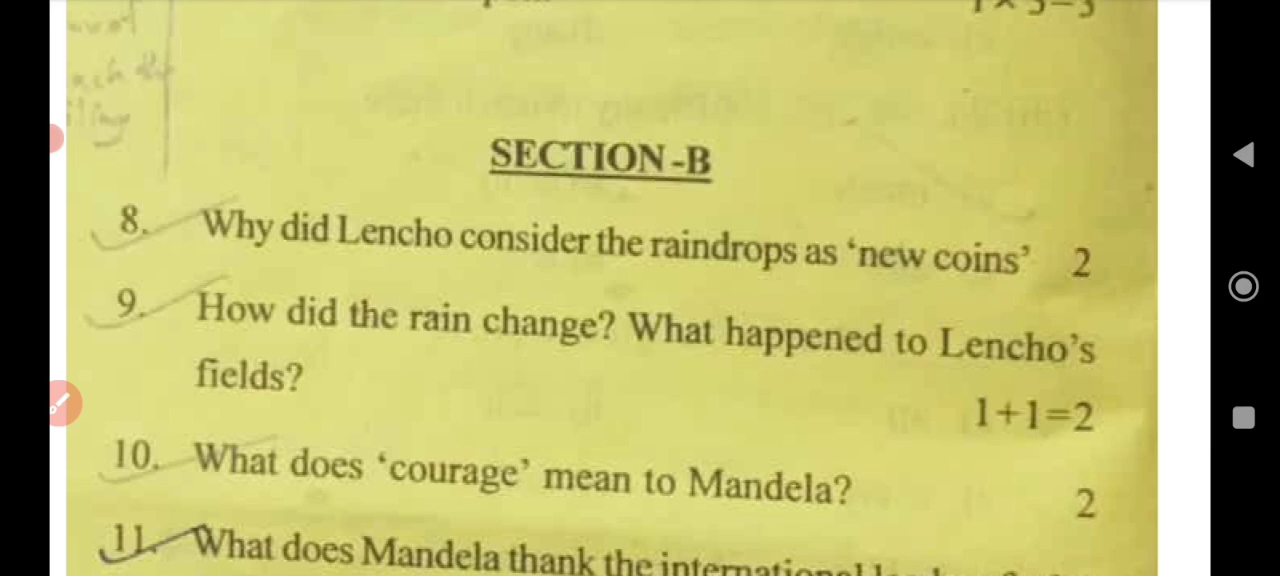 SECTION-B
8. Why did Lencho consider the raindrops as ‘new coins’ 2
9. How did the rain change? What happened to Lencho’s
fields?
1+1=2
10. What does ‘courage’ mean to Mandela?
2
11. What does Mandela thank the international